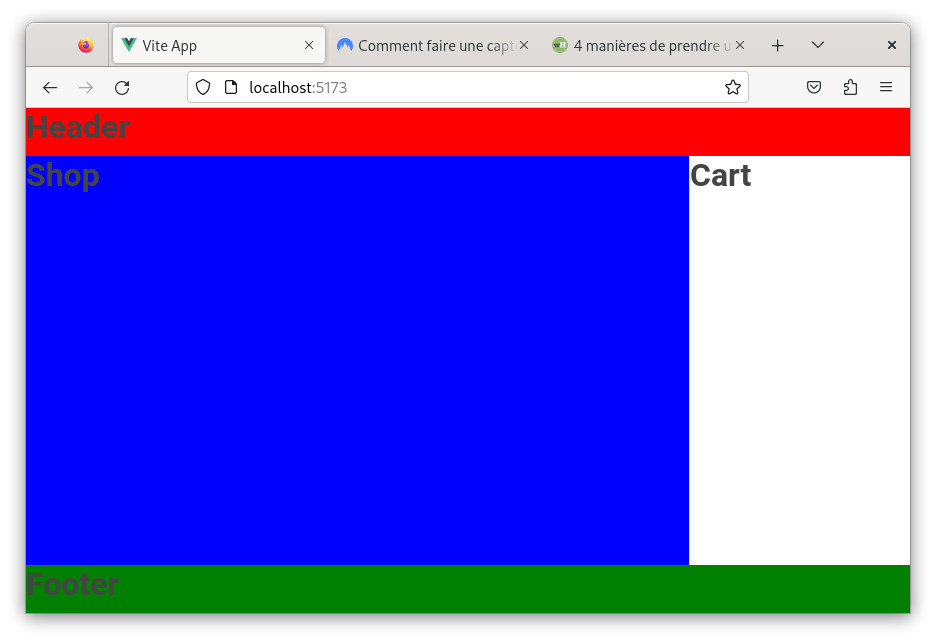 Vite App
Comment faire une capt
4 manières de prendre u
localhost:5173
Header
Shop
Cart
Footer